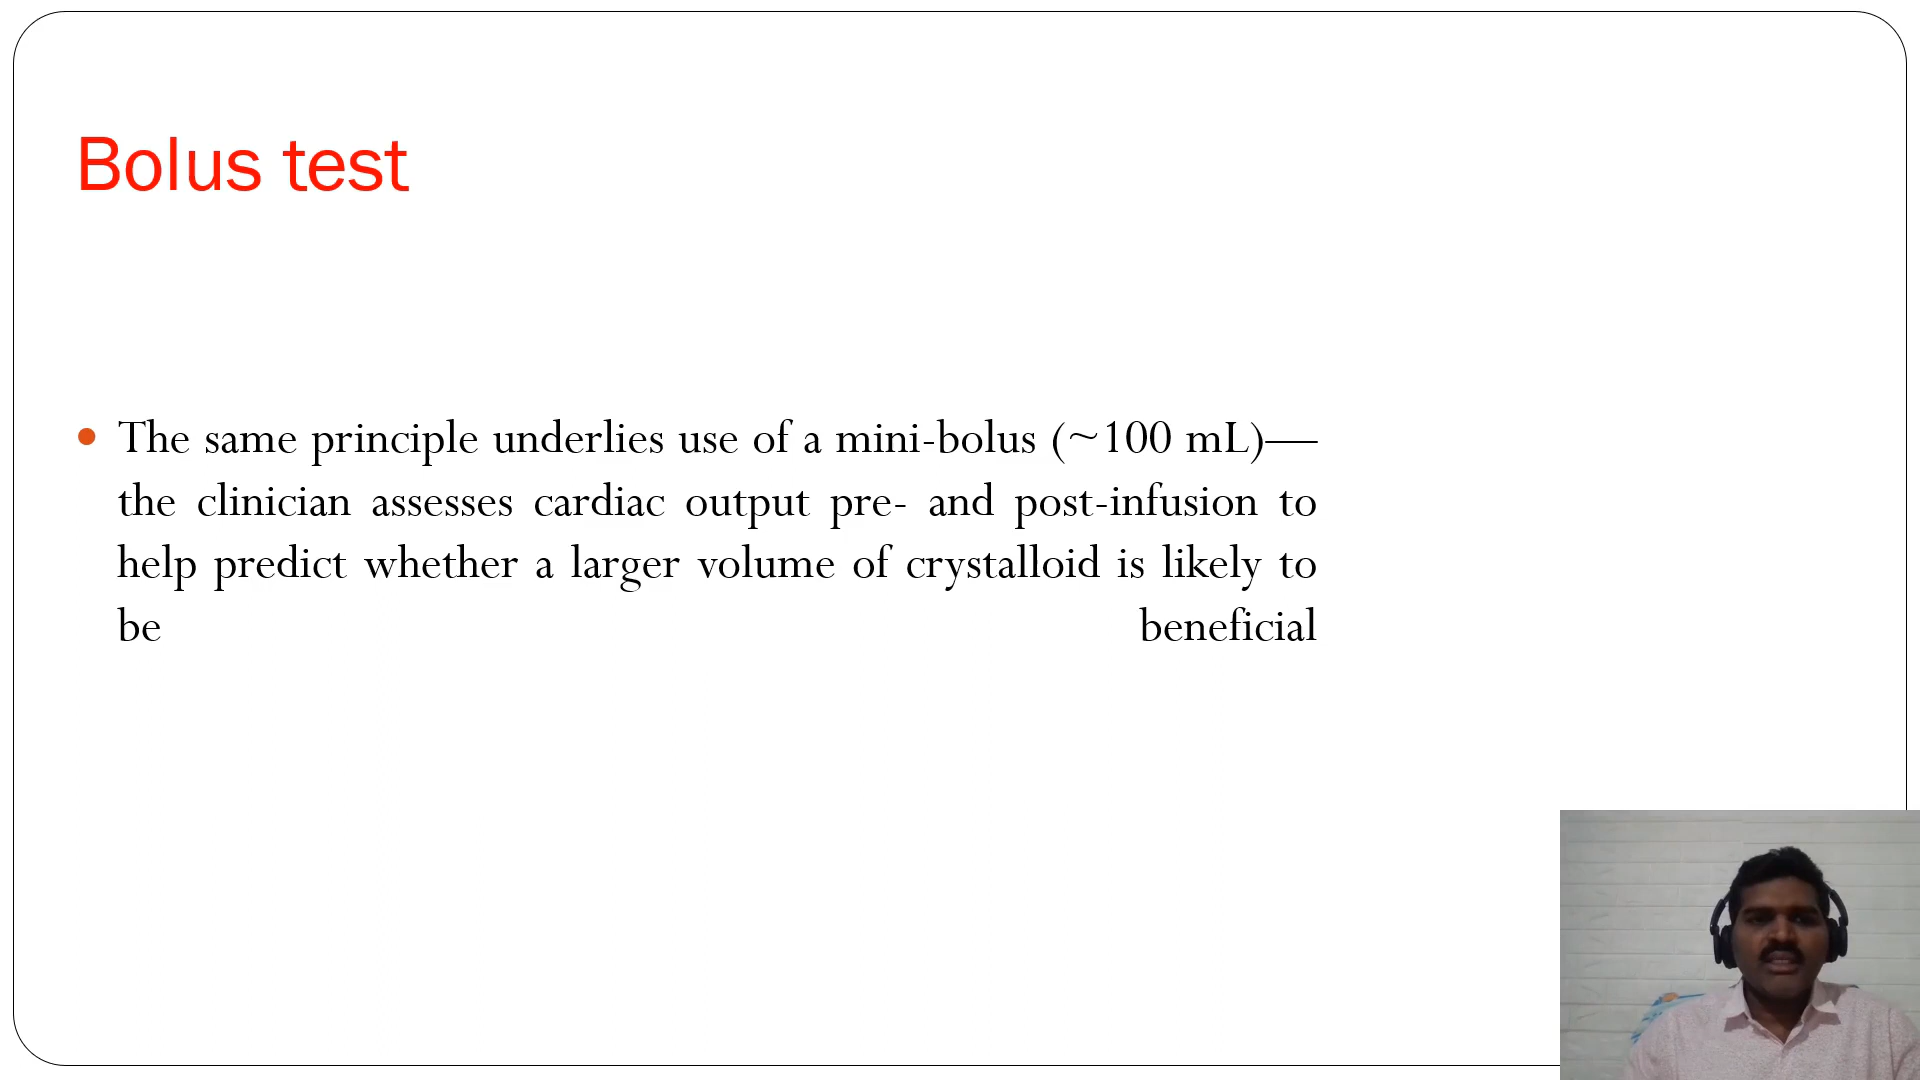 Bolus test
• The same principle underlies use of a mini-bolus (~100 mL)—
the clinician assesses cardiac output pre- and post-infusion to
help predict whether a larger volume of crystalloid is likely to
be beneficial